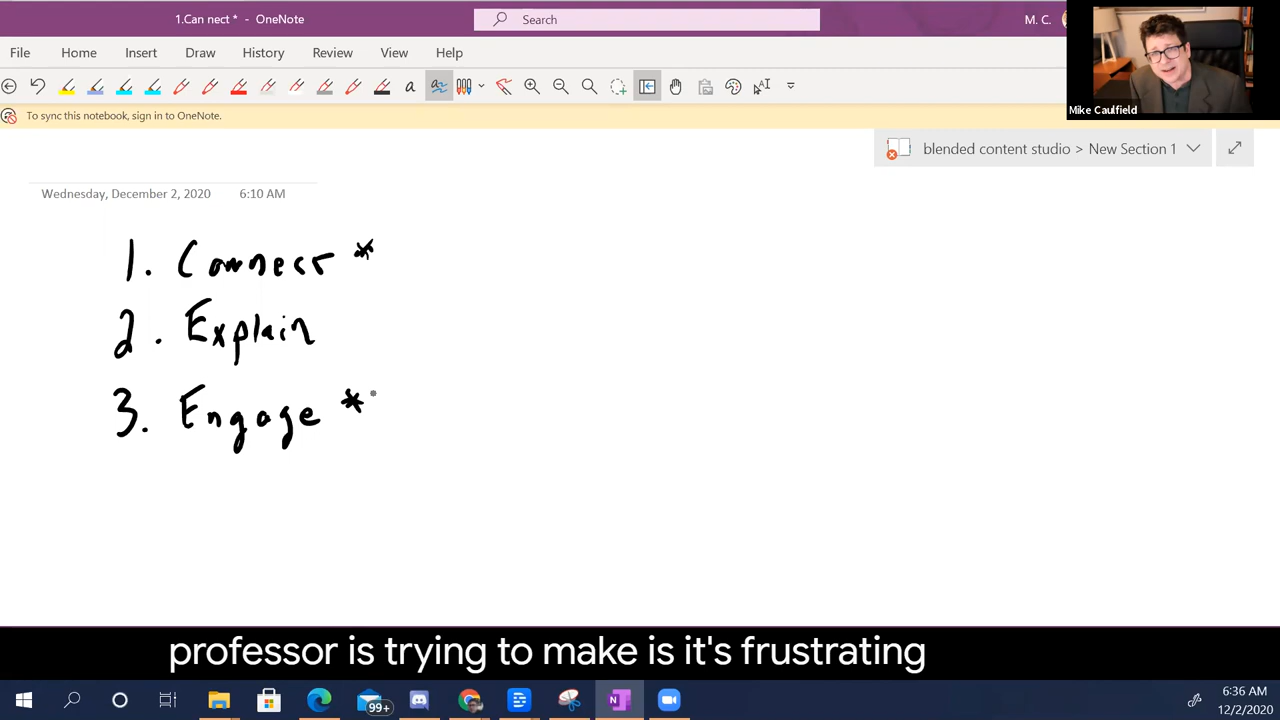 1.Can nect * - OneNote
Search
M. C.
File Home Insert Draw History Review View Help
To sync this notebook, sign in to OneNote.
Mike Caulfield
blended content studio > New Section 1
Wednesday, December 2, 2020 6:10 AM
1. Connect *
2. Explain
3. Engage *
professor is trying to make is it's frustrating
99+
6:36 AM
12/2/2020